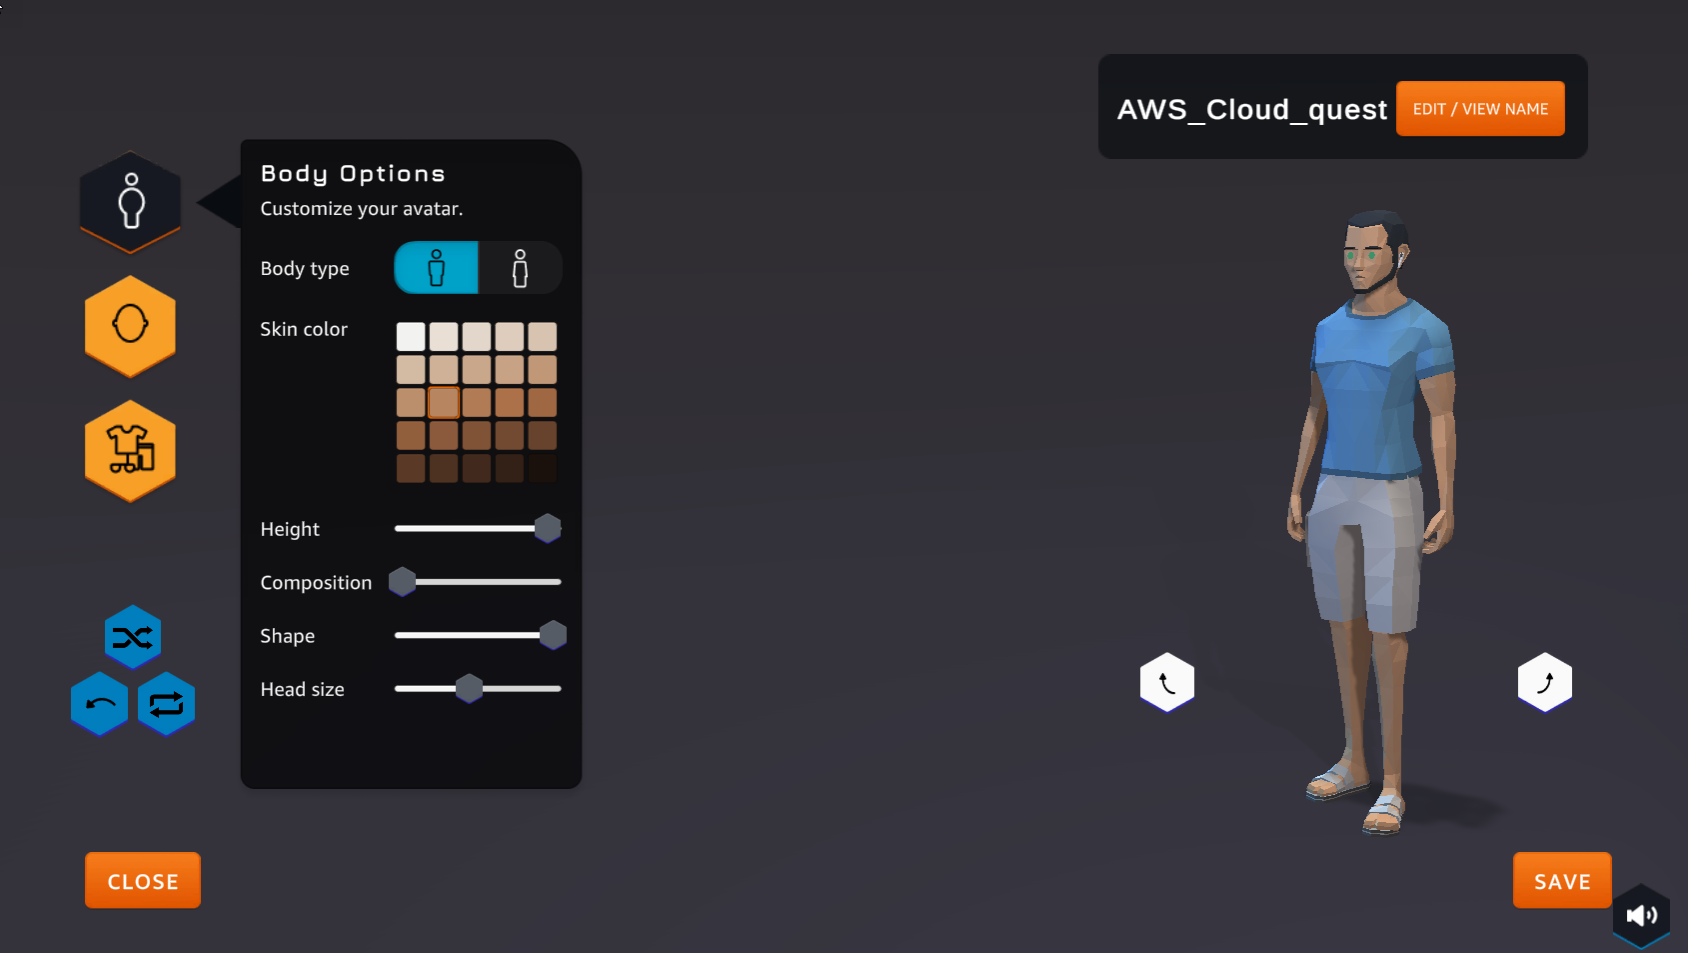 AWS_Cloud_quest
EDIT / VIEW NAME
Body Options
Customize your avatar.
Body type
Skin color
Height
Composition
Shape
Head size
CLOSE
SAVE